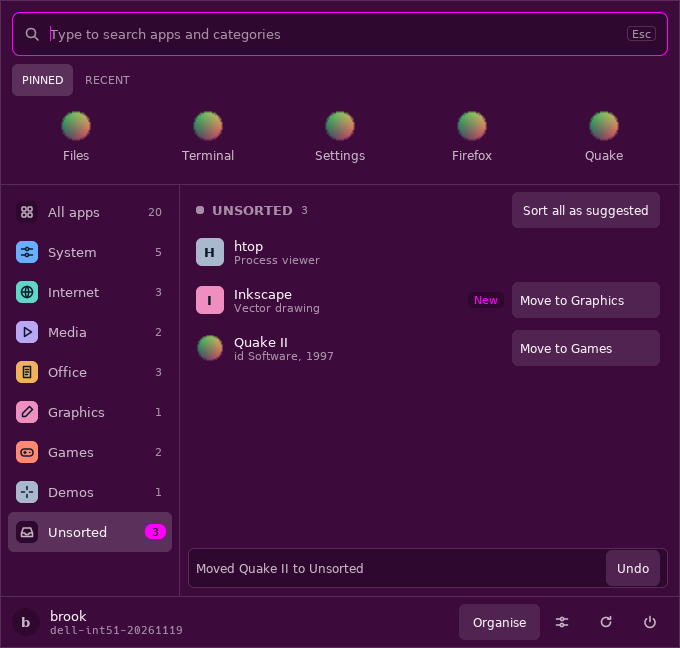 Type to search apps and categories
Esc
PINNED RECENT
Files Terminal Settings Firefox Quake
All apps 20
System 5
Internet 3
Media 2
Office 3
Graphics 1
Games 2
Demos 1
Unsorted 3
UNSORTED 3
Sort all as suggested
H
htop
Process viewer
I
Inkscape
Vector drawing
New
Move to Graphics
Quake II
id Software, 1997
Move to Games
Moved Quake II to Unsorted
Undo
b
brook
dell-int51-20261119
Organise